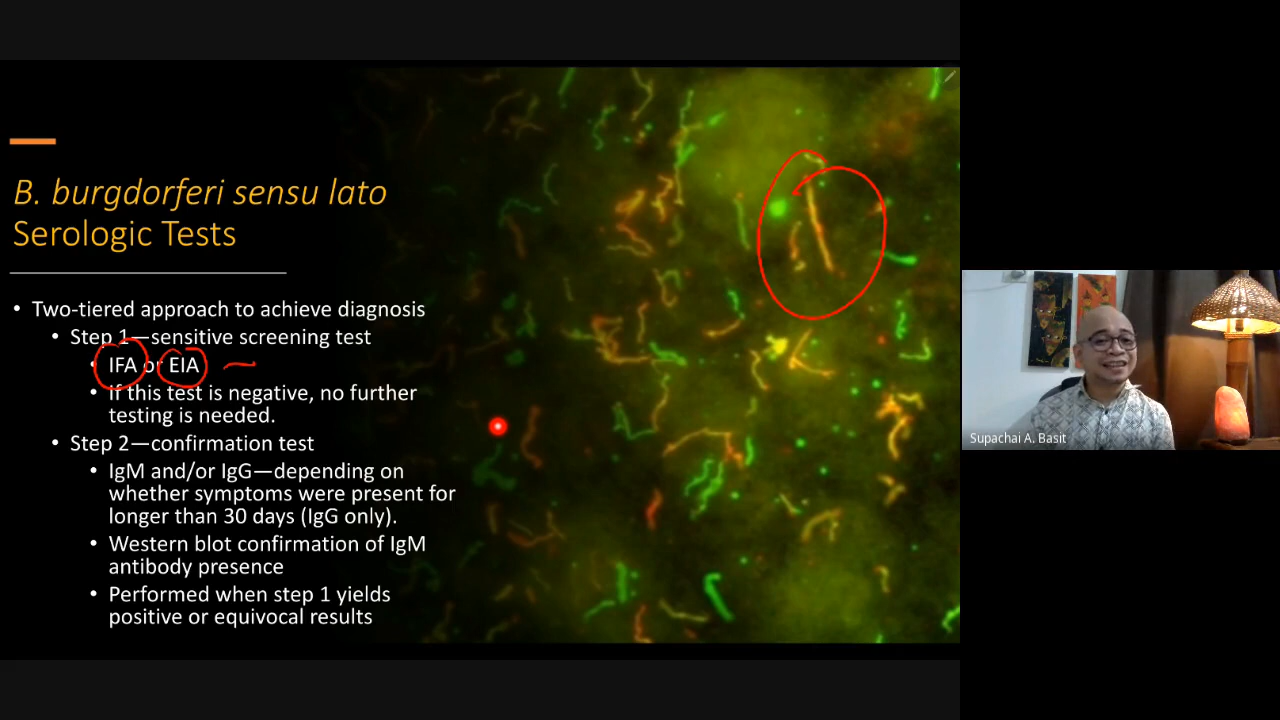 B. burgdorferi sensu lato
Serologic Tests
• Two-tiered approach to achieve diagnosis
• Step 1—sensitive screening test
• IFA or EIA
• If this test is negative, no further
testing is needed.
• Step 2—confirmation test
• IgM and/or IgG—depending on
whether symptoms were present for
longer than 30 days (IgG only).
• Western blot confirmation of IgM
antibody presence
• Performed when step 1 yields
positive or equivocal results
Supachai A. Basit